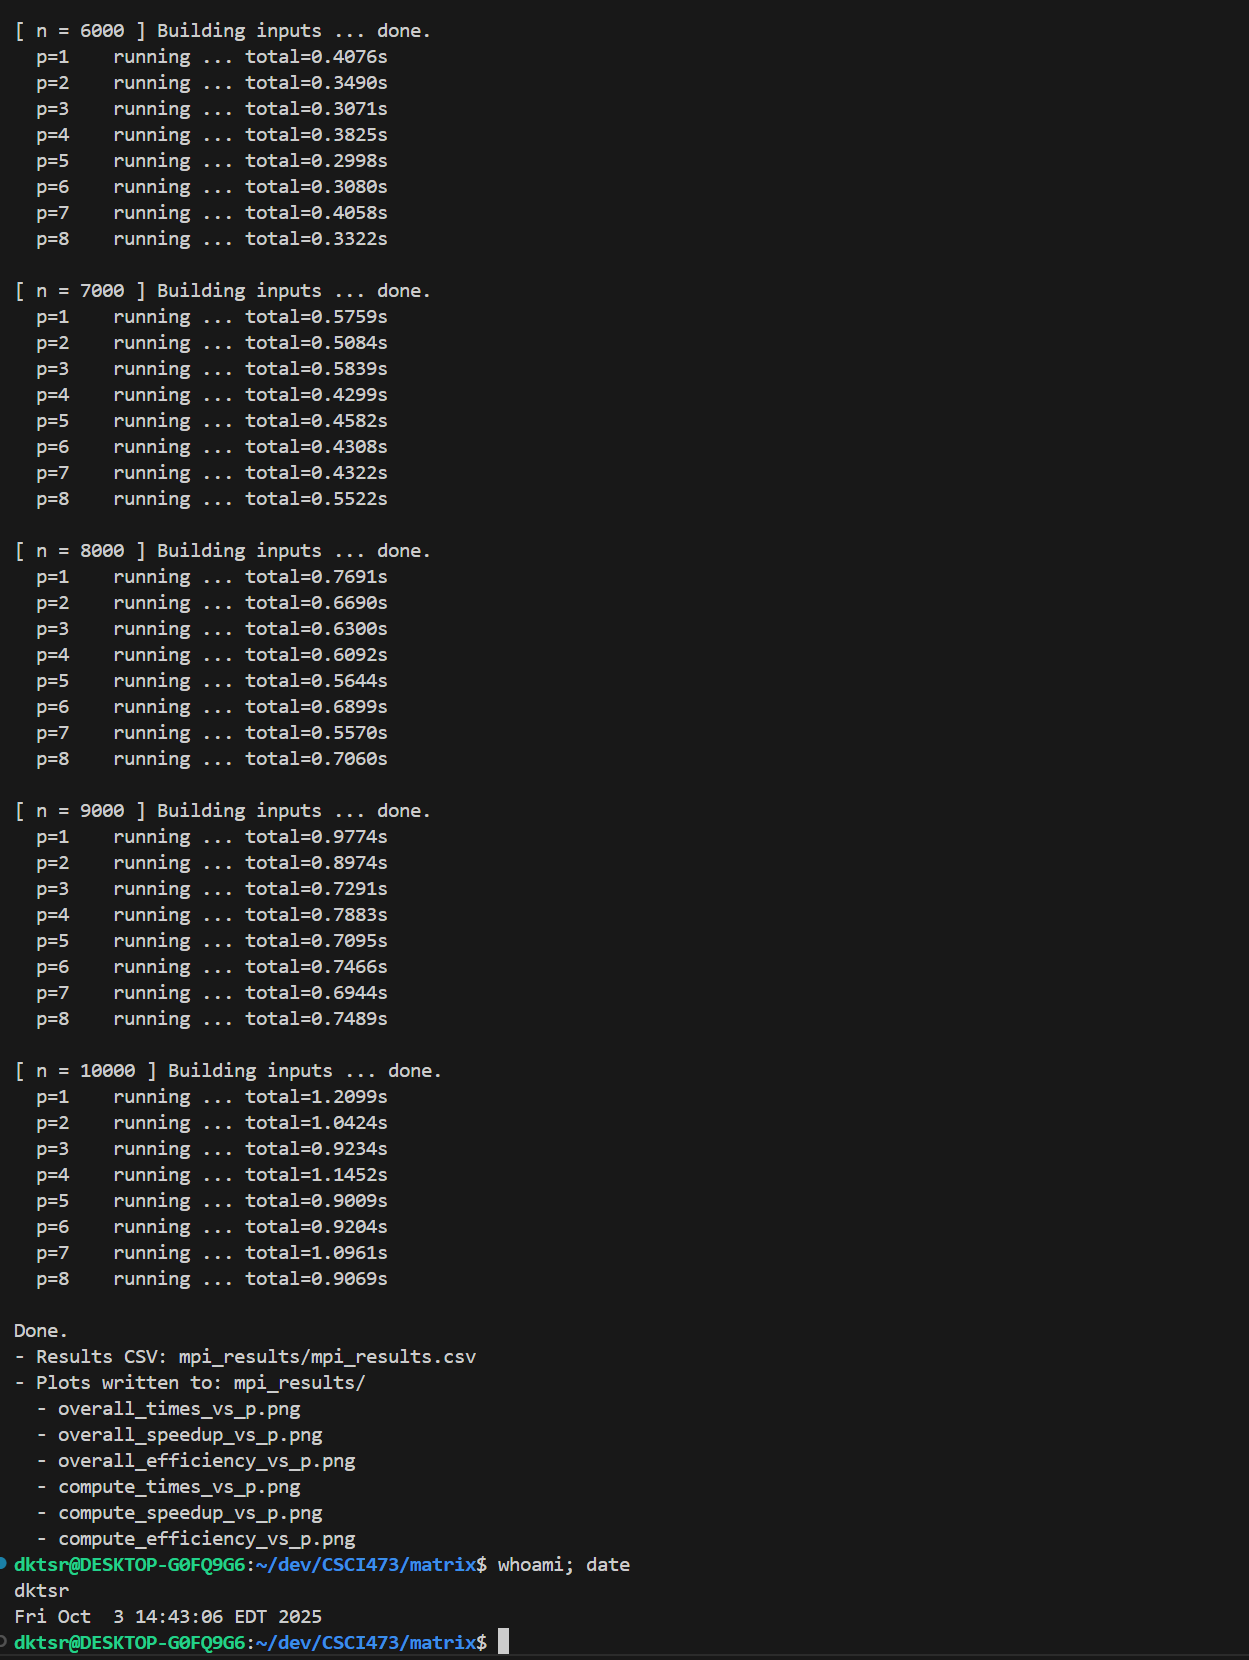 [ n = 6000 ] Building inputs ... done.
  p=1    running ... total=0.4076s
  p=2    running ... total=0.3490s
  p=3    running ... total=0.3071s
  p=4    running ... total=0.3825s
  p=5    running ... total=0.2998s
  p=6    running ... total=0.3080s
  p=7    running ... total=0.4058s
  p=8    running ... total=0.3322s

[ n = 7000 ] Building inputs ... done.
  p=1    running ... total=0.5759s
  p=2    running ... total=0.5084s
  p=3    running ... total=0.5839s
  p=4    running ... total=0.4299s
  p=5    running ... total=0.4582s
  p=6    running ... total=0.4308s
  p=7    running ... total=0.4322s
  p=8    running ... total=0.5522s

[ n = 8000 ] Building inputs ... done.
  p=1    running ... total=0.7691s
  p=2    running ... total=0.6690s
  p=3    running ... total=0.6300s
  p=4    running ... total=0.6092s
  p=5    running ... total=0.5644s
  p=6    running ... total=0.6899s
  p=7    running ... total=0.5570s
  p=8    running ... total=0.7060s

[ n = 9000 ] Building inputs ... done.
  p=1    running ... total=0.9774s
  p=2    running ... total=0.8974s
  p=3    running ... total=0.7291s
  p=4    running ... total=0.7883s
  p=5    running ... total=0.7095s
  p=6    running ... total=0.7466s
  p=7    running ... total=0.6944s
  p=8    running ... total=0.7489s

[ n = 10000 ] Building inputs ... done.
  p=1    running ... total=1.2099s
  p=2    running ... total=1.0424s
  p=3    running ... total=0.9234s
  p=4    running ... total=1.1452s
  p=5    running ... total=0.9009s
  p=6    running ... total=0.9204s
  p=7    running ... total=1.0961s
  p=8    running ... total=0.9069s

Done.
- Results CSV: mpi_results/mpi_results.csv
- Plots written to: mpi_results/
  - overall_times_vs_p.png
  - overall_speedup_vs_p.png
  - overall_efficiency_vs_p.png
  - compute_times_vs_p.png
  - compute_speedup_vs_p.png
  - compute_efficiency_vs_p.png
dktsr@DESKTOP-G0FQ9G6:~/dev/CSCI473/matrix$ whoami; date
dktsr
Fri Oct  3 14:43:06 EDT 2025
dktsr@DESKTOP-G0FQ9G6:~/dev/CSCI473/matrix$